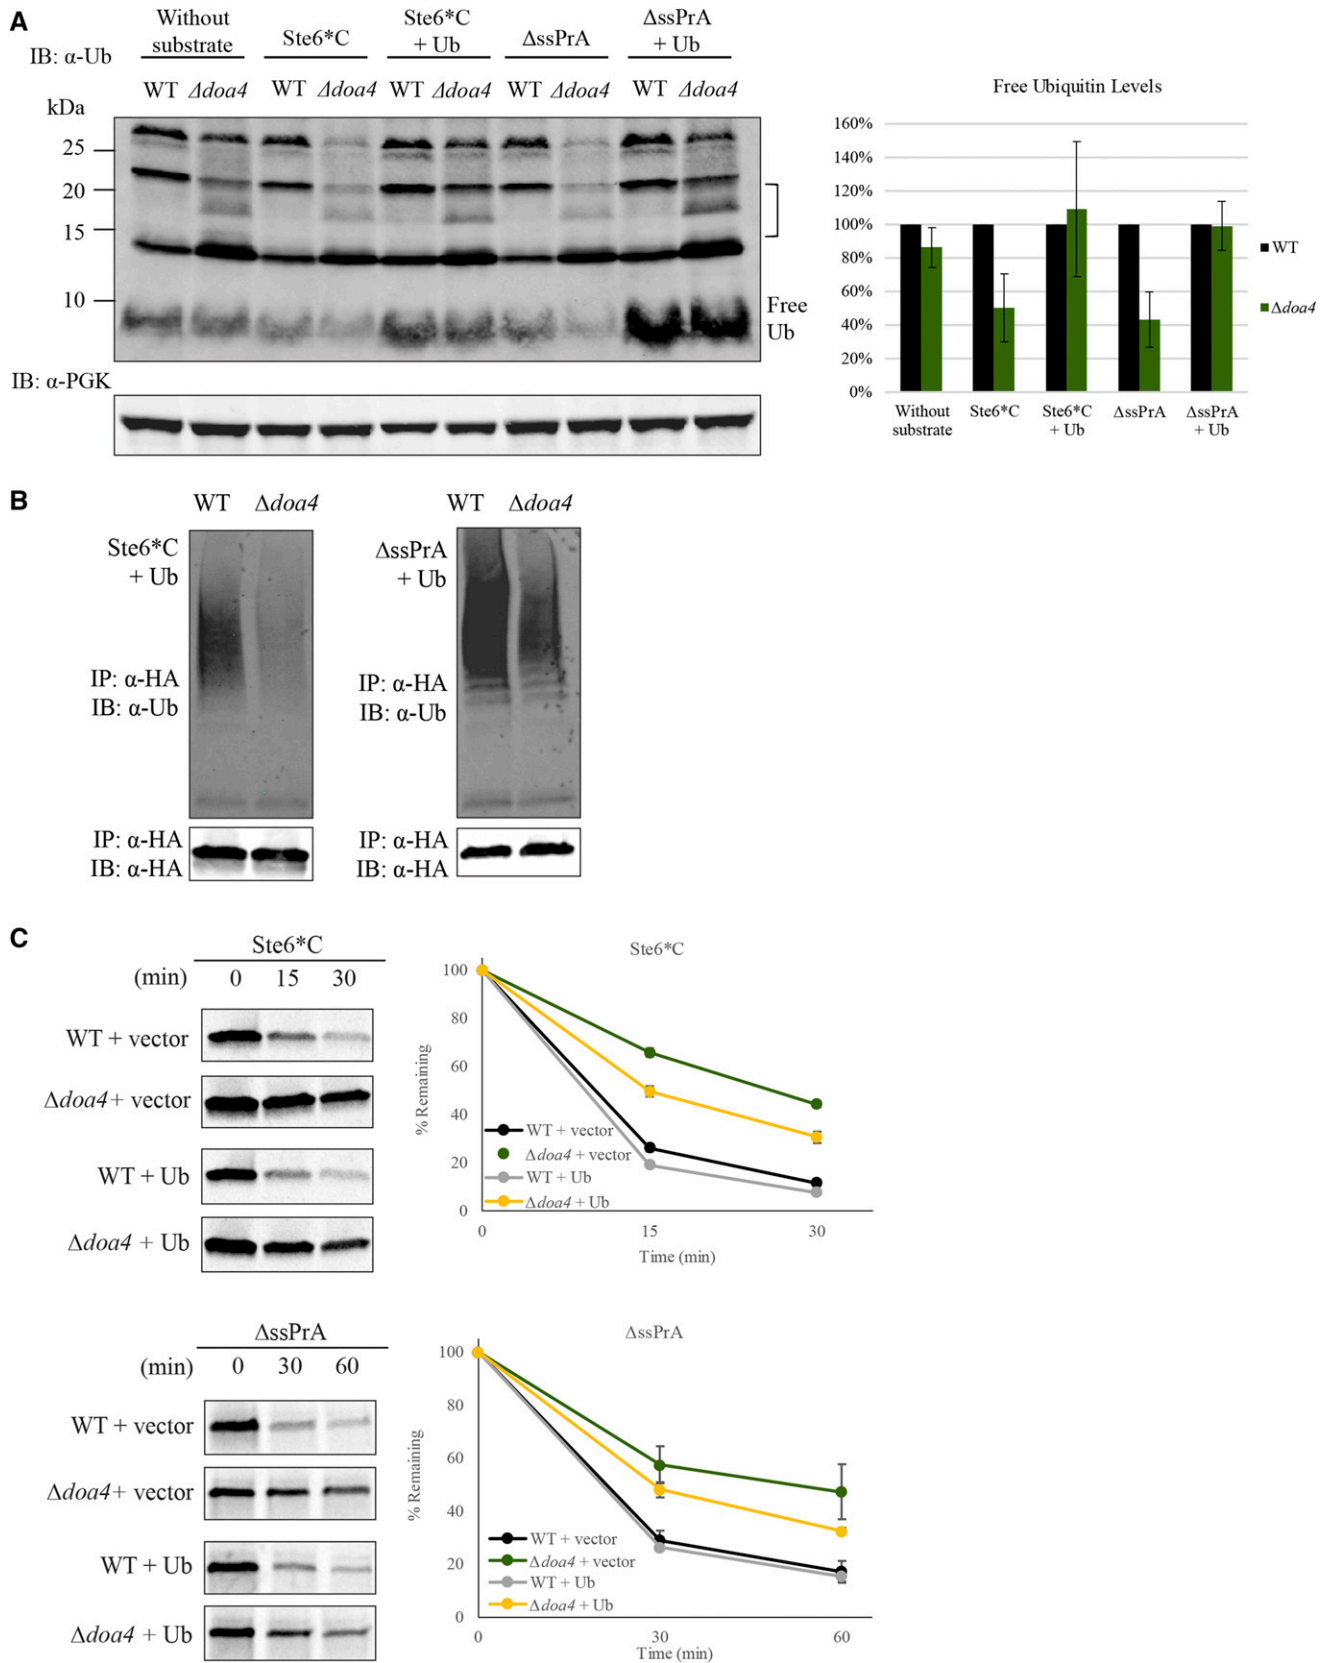 A
IB: α-Ub
Without
substrate
Ste6*C
Ste6*C
+ Ub
ΔssPrA
ΔssPrA
+ Ub
WT Δdoa4 WT Δdoa4 WT Δdoa4 WT Δdoa4 WT Δdoa4
kDa
25
20
15
10
Free
Ub
IB: α-PGK
Free Ubiquitin Levels
160%
140%
120%
100%
80%
60%
40%
20%
0%
Without
substrate
Ste6*C
Ste6*C
+ Ub
ΔssPrA
ΔssPrA
+ Ub
WT
Δdoa4
B
WT Δdoa4
Ste6*C
+ Ub
IP: α-HA
IB: α-Ub
IP: α-HA
IB: α-HA
WT Δdoa4
ΔssPrA
+ Ub
IP: α-HA
IB: α-Ub
IP: α-HA
IB: α-HA
C
Ste6*C
(min) 0 15 30
WT + vector
Δdoa4+ vector
WT + Ub
Δdoa4 + Ub
Ste6*C
100
80
60
40
20
0
% Remaining
WT + vector
Δdoa4 + vector
WT + Ub
Δdoa4 + Ub
0 15 30
Time (min)
ΔssPrA
(min) 0 30 60
WT + vector
Δdoa4+ vector
WT + Ub
Δdoa4 + Ub
ΔssPrA
100
80
60
40
20
0
% Remaining
WT + vector
Δdoa4 + vector
WT + Ub
Δdoa4 + Ub
0 30 60
Time (min)